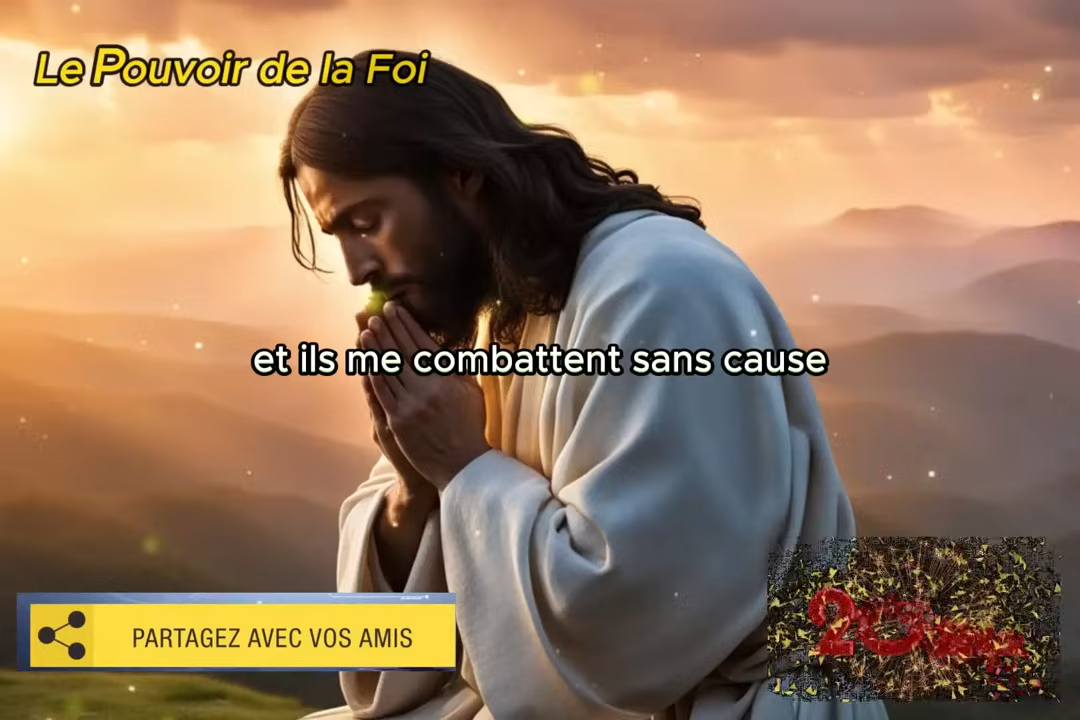 Le Pouvoir de la Foi
et ils me combattent sans cause
PARTAGEZ AVEC VOS AMIS